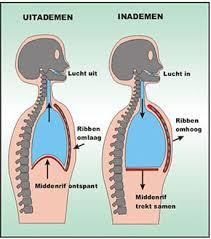 UITADEMEN
INADEMEN
Lucht uit
Lucht in
Ribben
omlaag
Ribben
omhoog
Middenrif ontspant
Middenrif
trekt samen